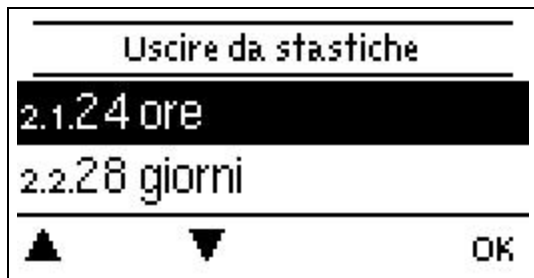 Uscire da stastiche
2.1.24 ore
2.2.28 giorni
OK